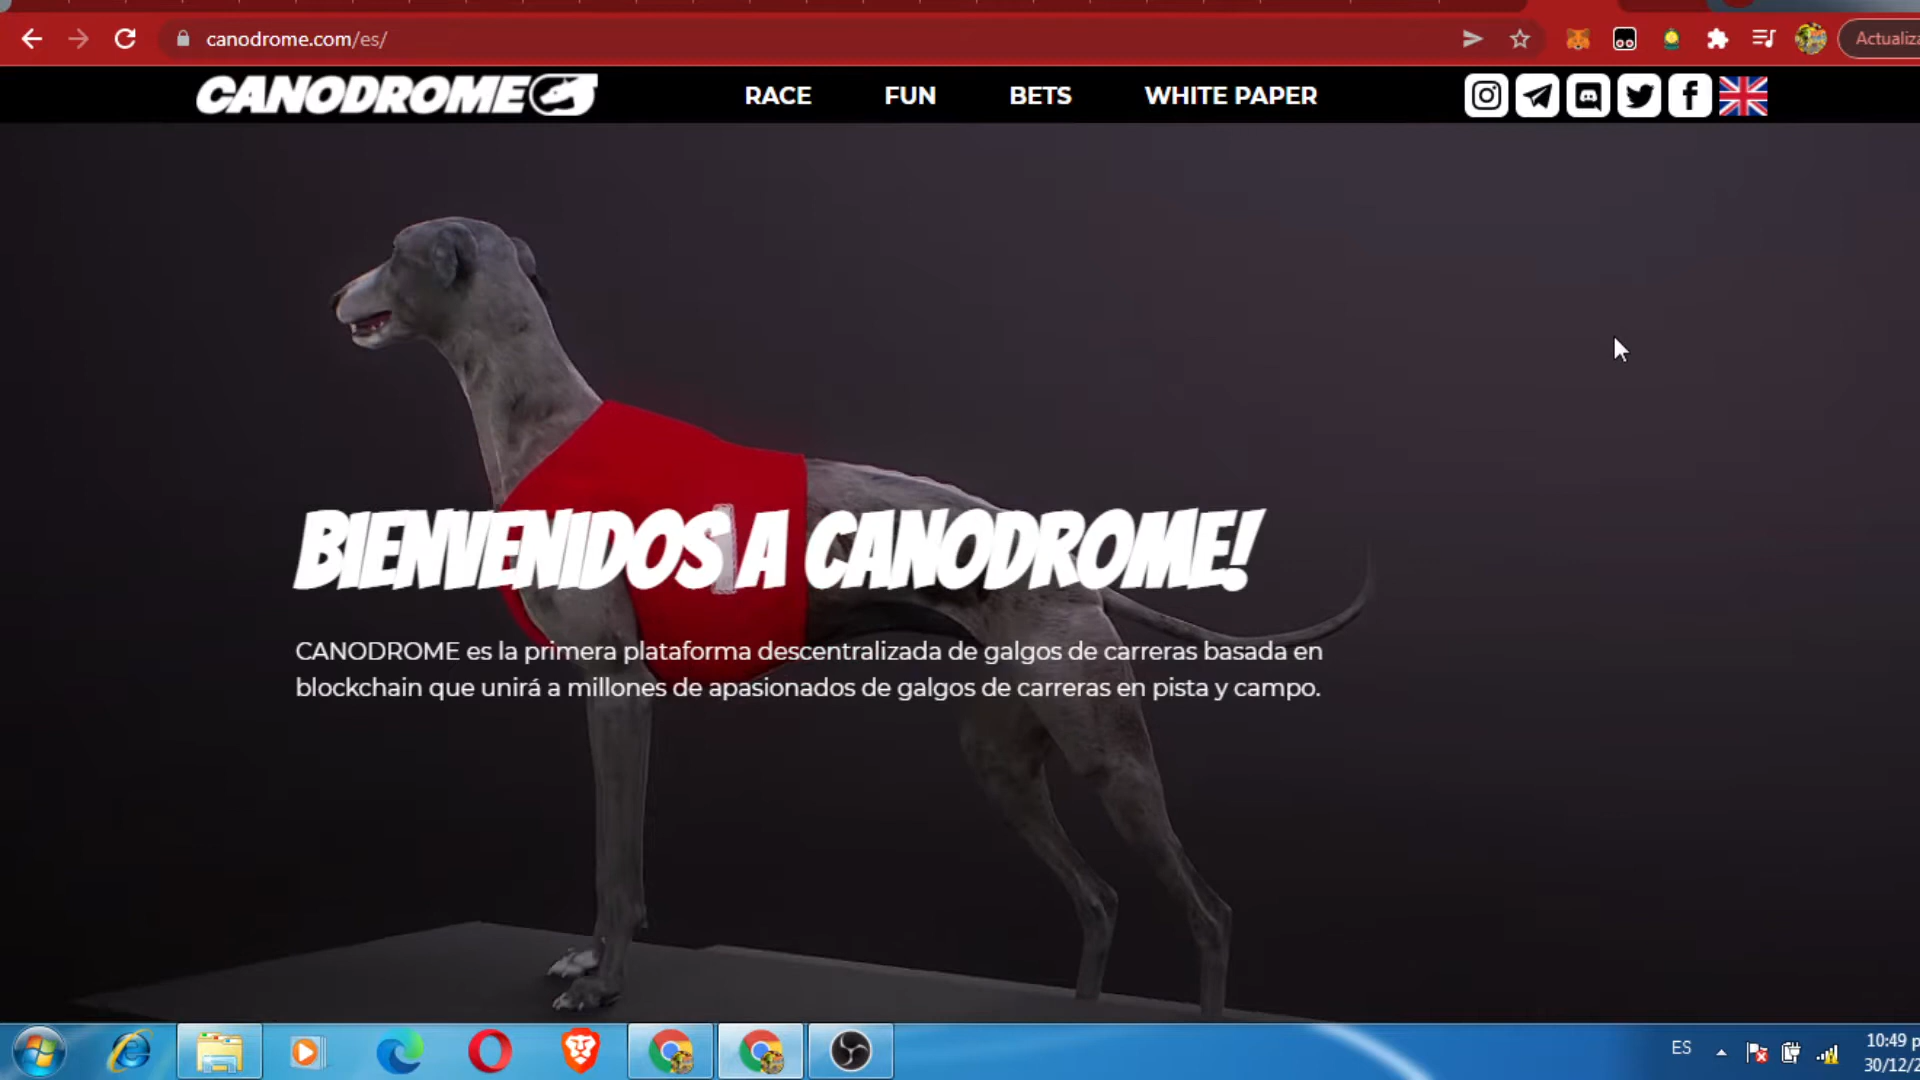 canodrome.com/es/
Actualiza
CANODROME
RACE
FUN
BETS
WHITE PAPER
BIENVENIDOS A CANODROME!
CANODROME es la primera plataforma descentralizada de galgos de carreras basada en
blockchain que unirá a millones de apasionados de galgos de carreras en pista y campo.
ES
10:49 p
30/12/2